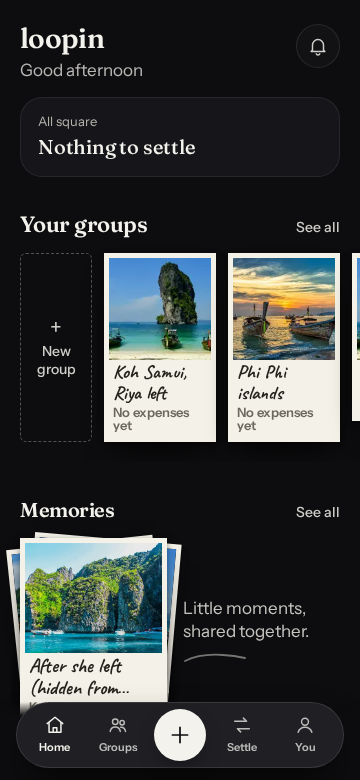 loopin
Good afternoon
All square
Nothing to settle
Your groups
See all
+
New
group
Koh Samui,
Riya left
No expenses
yet
Phi Phi
islands
No expenses
yet
Memories
See all
After she left
(hidden from...
Little moments,
shared together.
Home
Groups
Settle
You